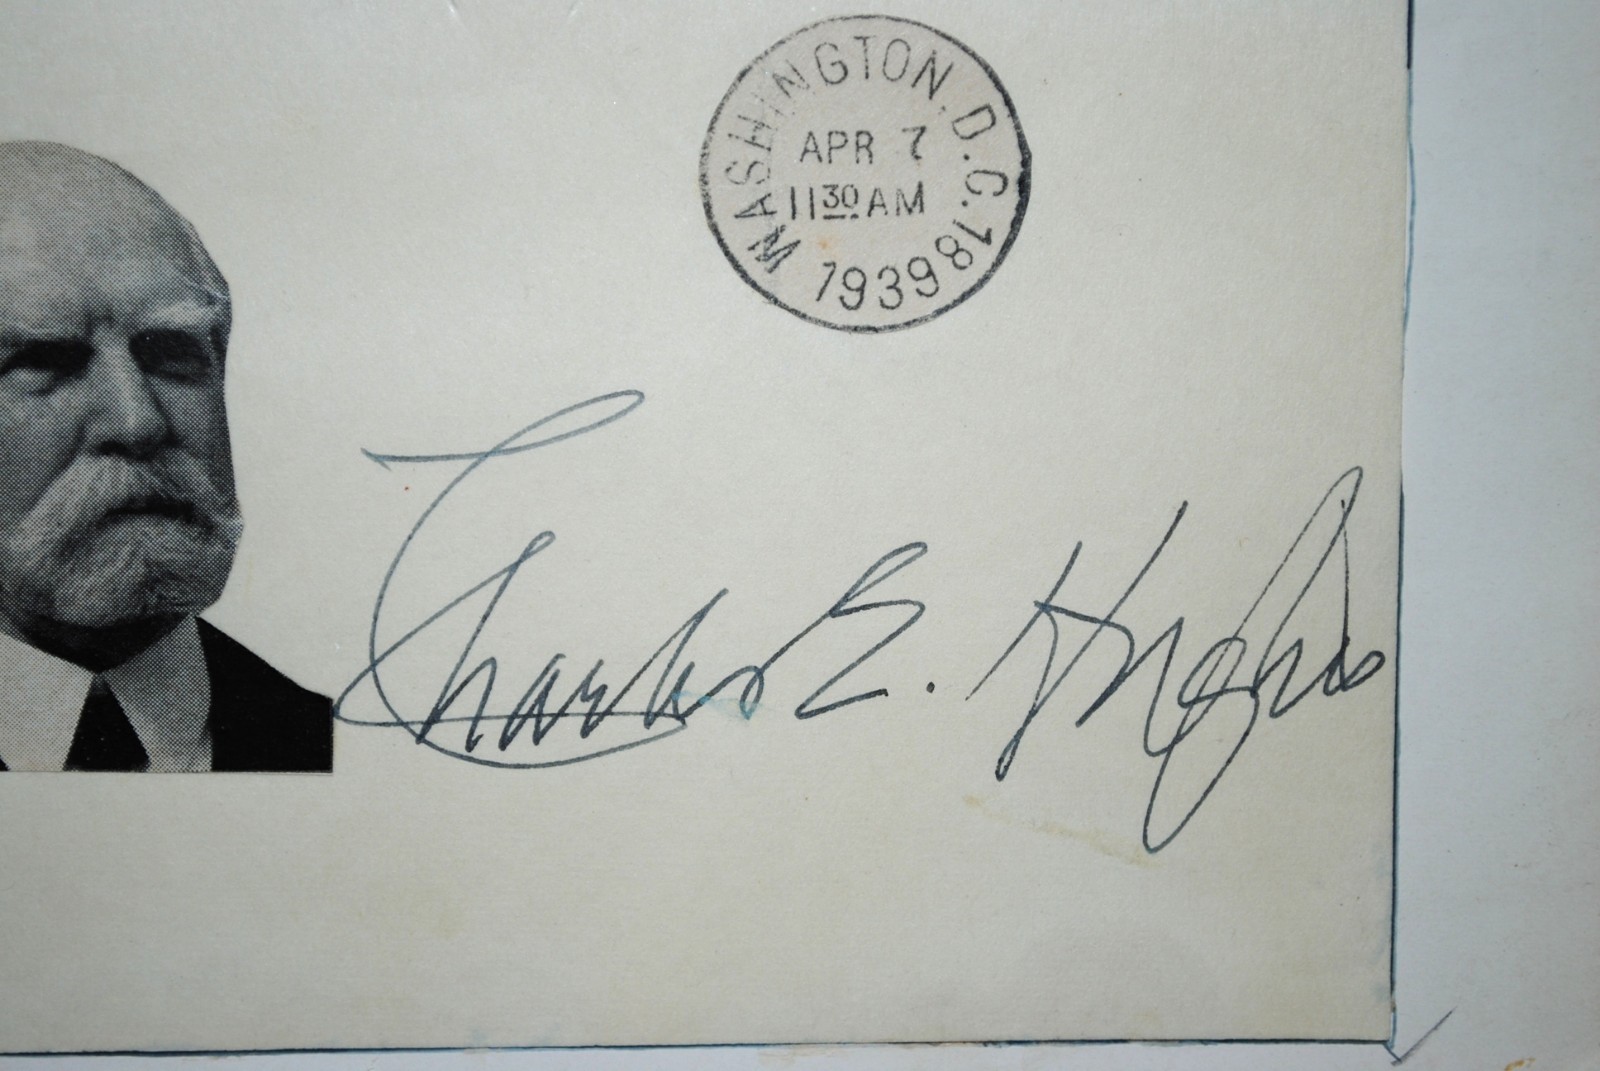 WASHINGTON, D.C. 18
APR 7
11 30 AM
1939
Charles E. Hughes